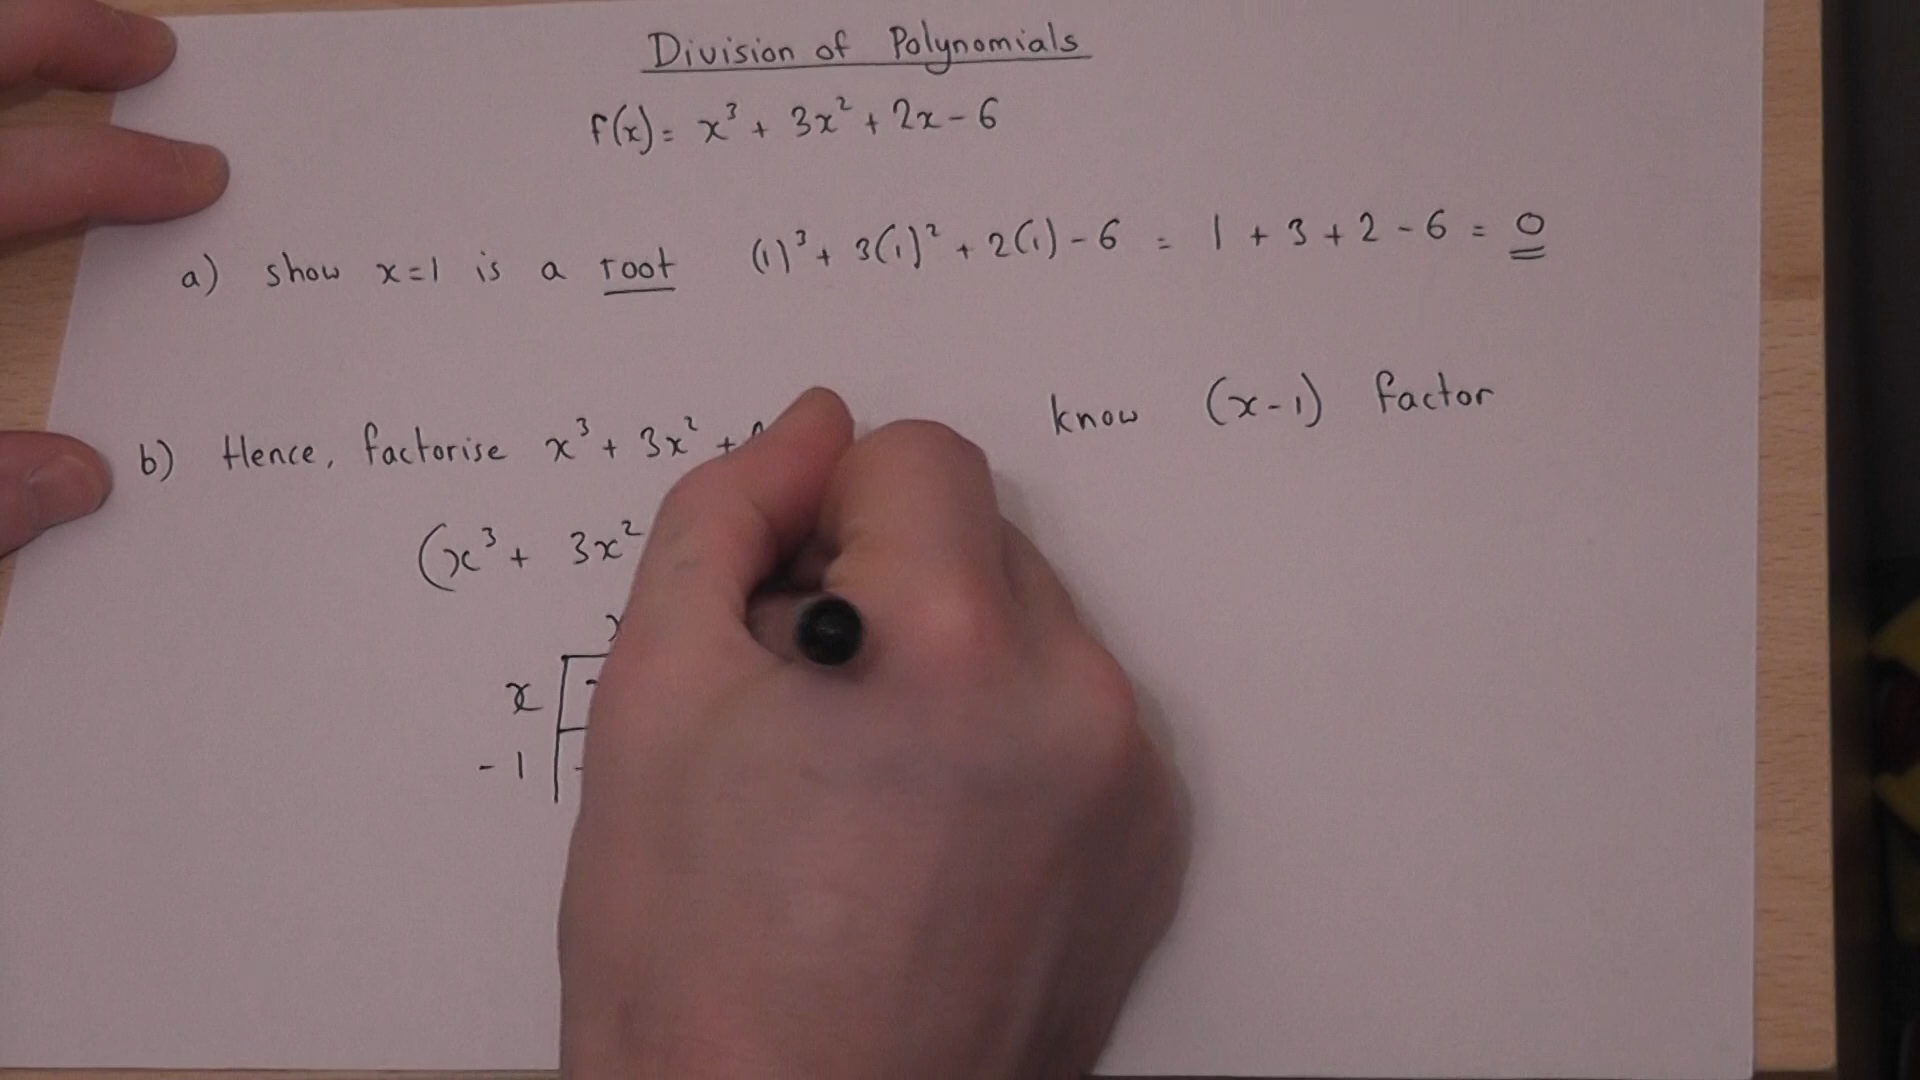 Division of Polynomials
f(x) = x³ + 3x² + 2x - 6
a) show x=1 is a root (1)³ + 3(1)² + 2(1) - 6 = 1 + 3 + 2 - 6 = 0
know (x-1) factor
b) Hence, factorise x³ + 3x² +
(x³ + 3x²
x
-1